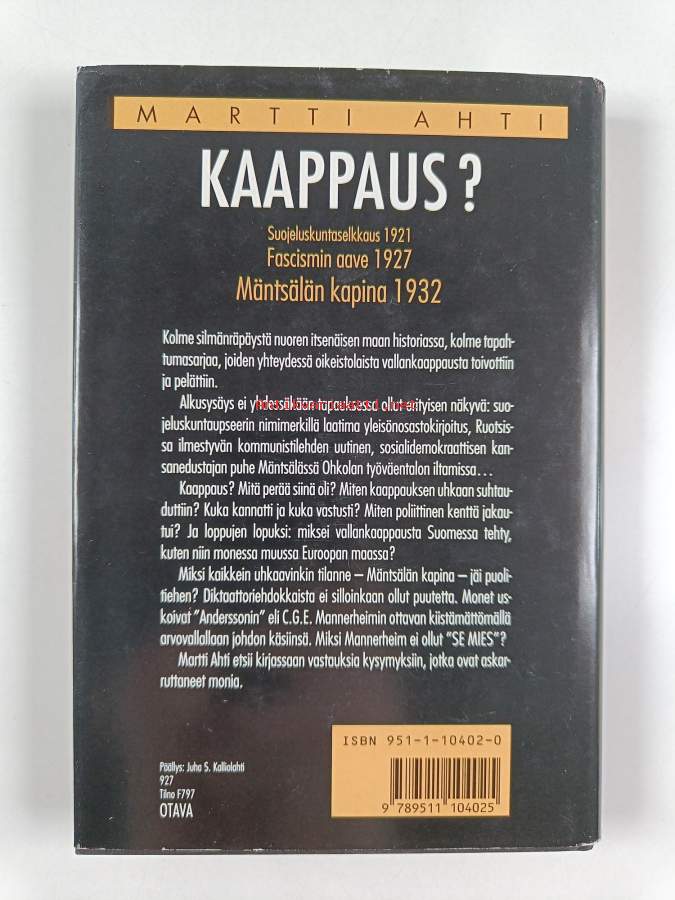 MARTTI AHTI
KAAPPAUS?
Suojeluskuntaselkkaus 1921
Fascismin aave 1927
Mäntsälän kapina 1932
Kolme silmänräpäystä nuoren itsenäisen maan historiassa, kolme tapah-
tumasarjaa, joiden yhteydessä oikeistolaista vallankaappausta toivottiin
ja pelättiin.
Alkusysäys ei yhdessäkään tapauksessa ollut erityisen näkyvä: suo-
jeluskuntaupseerin nimimerkillä laatima yleisönosastokirjoitus, Ruotsis-
sa ilmestyvän kommunistilehden uutinen, sosialidemokraattisen kan-
sanedustajan puhe Mäntsälässä Ohkolan työväentalon iltamissa...
Kaappaus? Mitä perää siinä oli? Miten kaappauksen uhkaan suhtau-
duttiin? Kuka kannatti ja kuka vastusti? Miten poliittinen kenttä jakau-
tui? Ja loppujen lopuksi: miksei vallankaappausta Suomessa tehty,
kuten niin monessa muussa Euroopan maassa?
Miksi kaikkein uhkaavinkin tilanne – Mäntsälän kapina – jäi puoli-
tiehen? Diktaattoriehdokkaista ei silloinkaan ollut puutetta. Monet us-
koivat "Anderssonin" eli C.G.E. Mannerheimin ottavan kiistämättömällä
arvovallallaan johdon käsiinsä. Miksi Mannerheim ei ollut "SE MIES"?
Martti Ahti etsii kirjassaan vastauksia kysymyksiin, jotka ovat askar-
ruttaneet monia.
ISBN 951-1-10402-0
9 789511 104025
Päällys: Juha S. Kalliolahti
927
Tilno F797
OTAVA